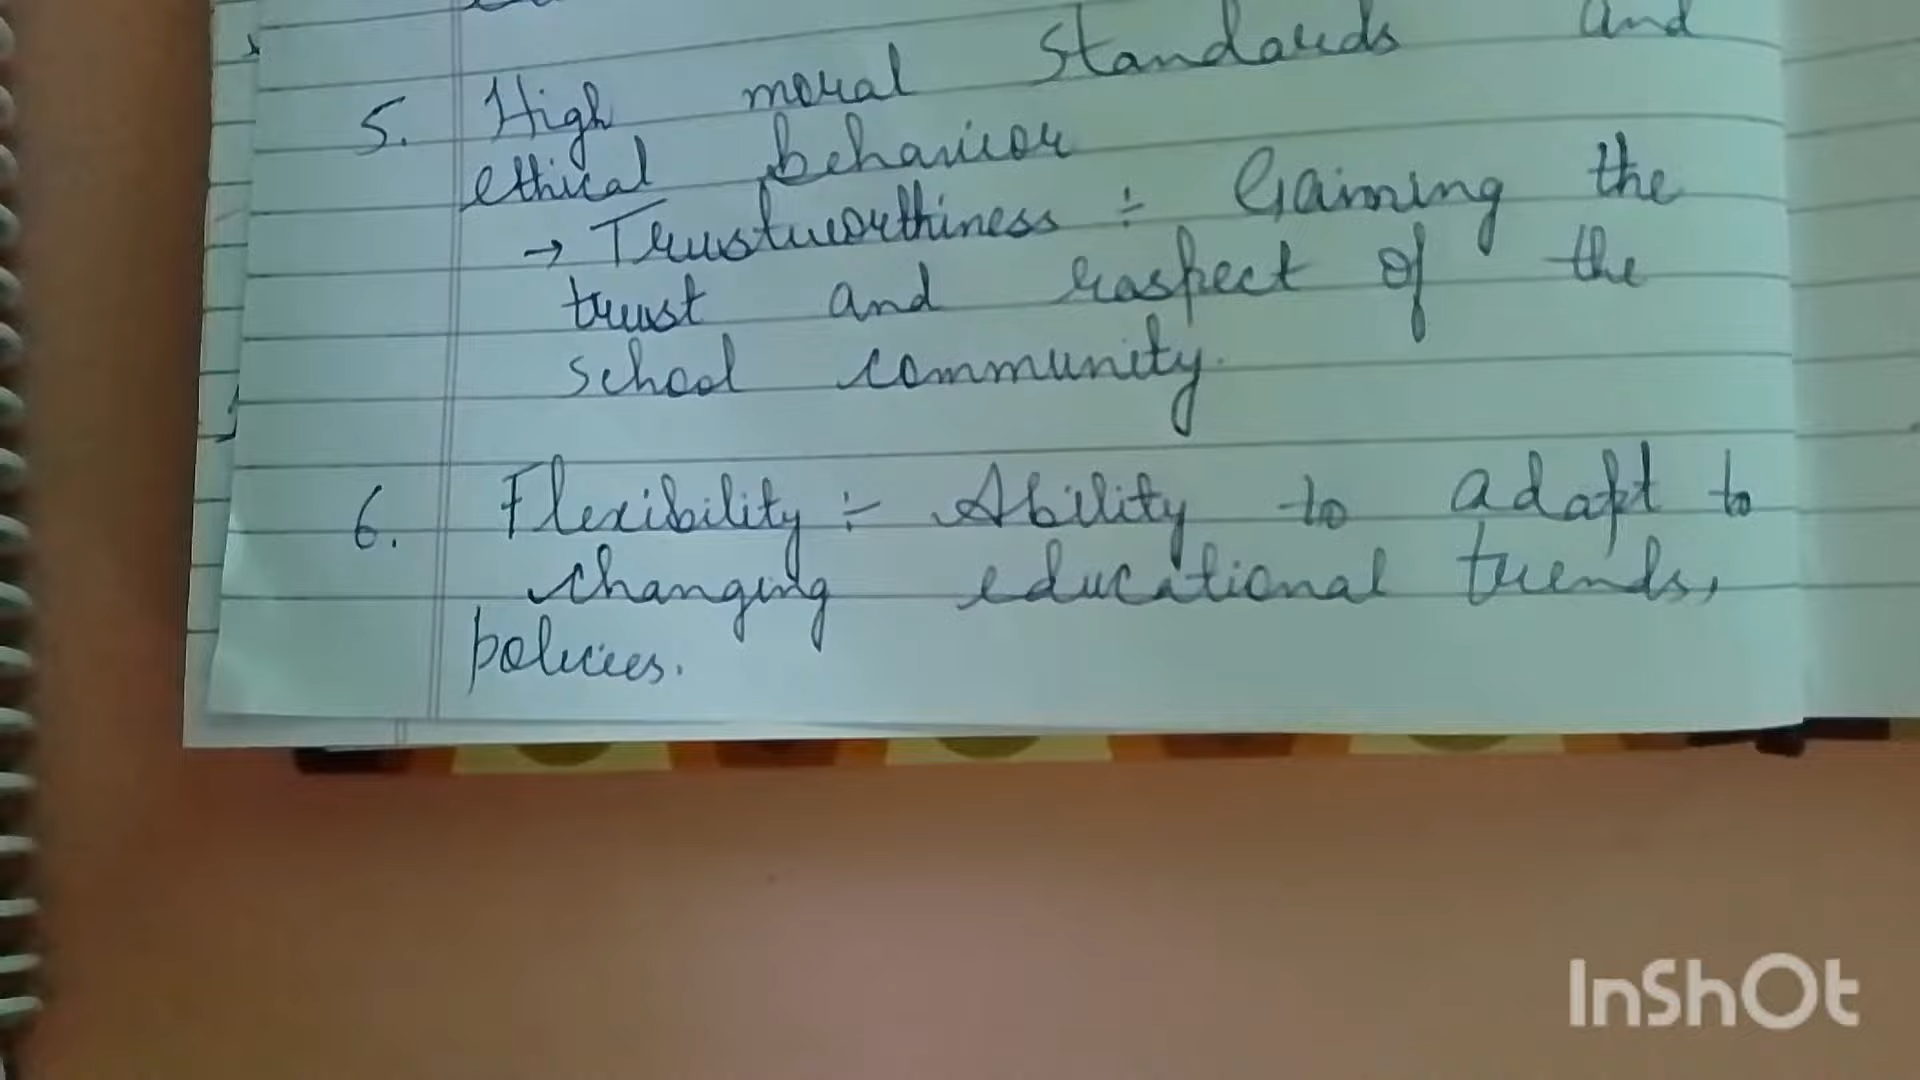 5. High moral Standards and
ethical behavior
→ Trustworthiness ÷ Gaining the
trust and raspect of the
school community.
6. Flexibility ÷ Ability to adapt to
changing educational trends,
policies.
InShOt